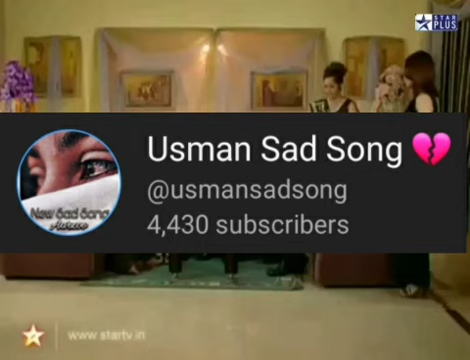 STAR
PLUS
Usman Sad Song 💔
@usmansadsong
4,430 subscribers
New Sad Song
www.startv.in